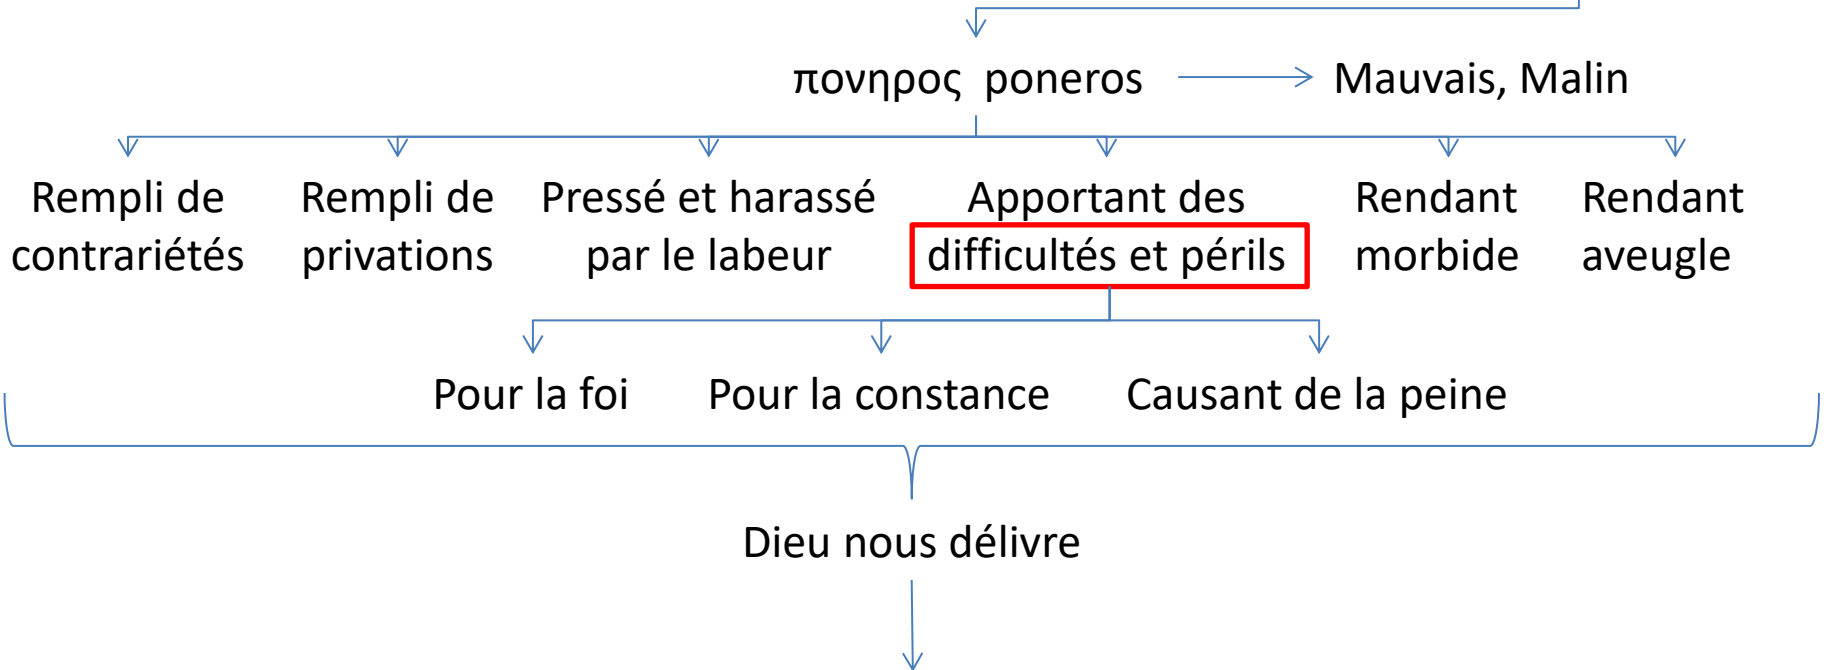 πονηρος poneros Mauvais, Malin
Rempli de Rempli de Pressé et harassé Apportant des Rendant Rendant
contrariétés privations par le labeur difficultés et périls morbide aveugle
Pour la foi Pour la constance Causant de la peine
Dieu nous délivre